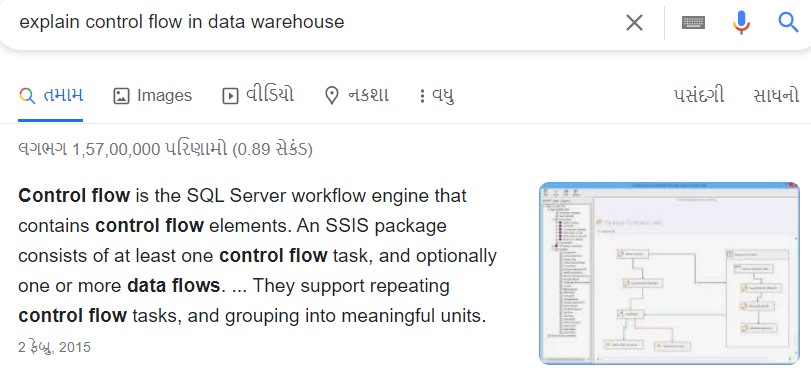 explain control flow in data warehouse
તમામ Images વીડિયો નકશા વધુ પસંદગી સાધનો
લગભગ 1,57,00,000 પરિણામો (0.89 સેકંડ)
Control flow is the SQL Server workflow engine that
contains control flow elements. An SSIS package
consists of at least one control flow task, and optionally
one or more data flows. ... They support repeating
control flow tasks, and grouping into meaningful units.
2 ફેબ્રુ, 2015